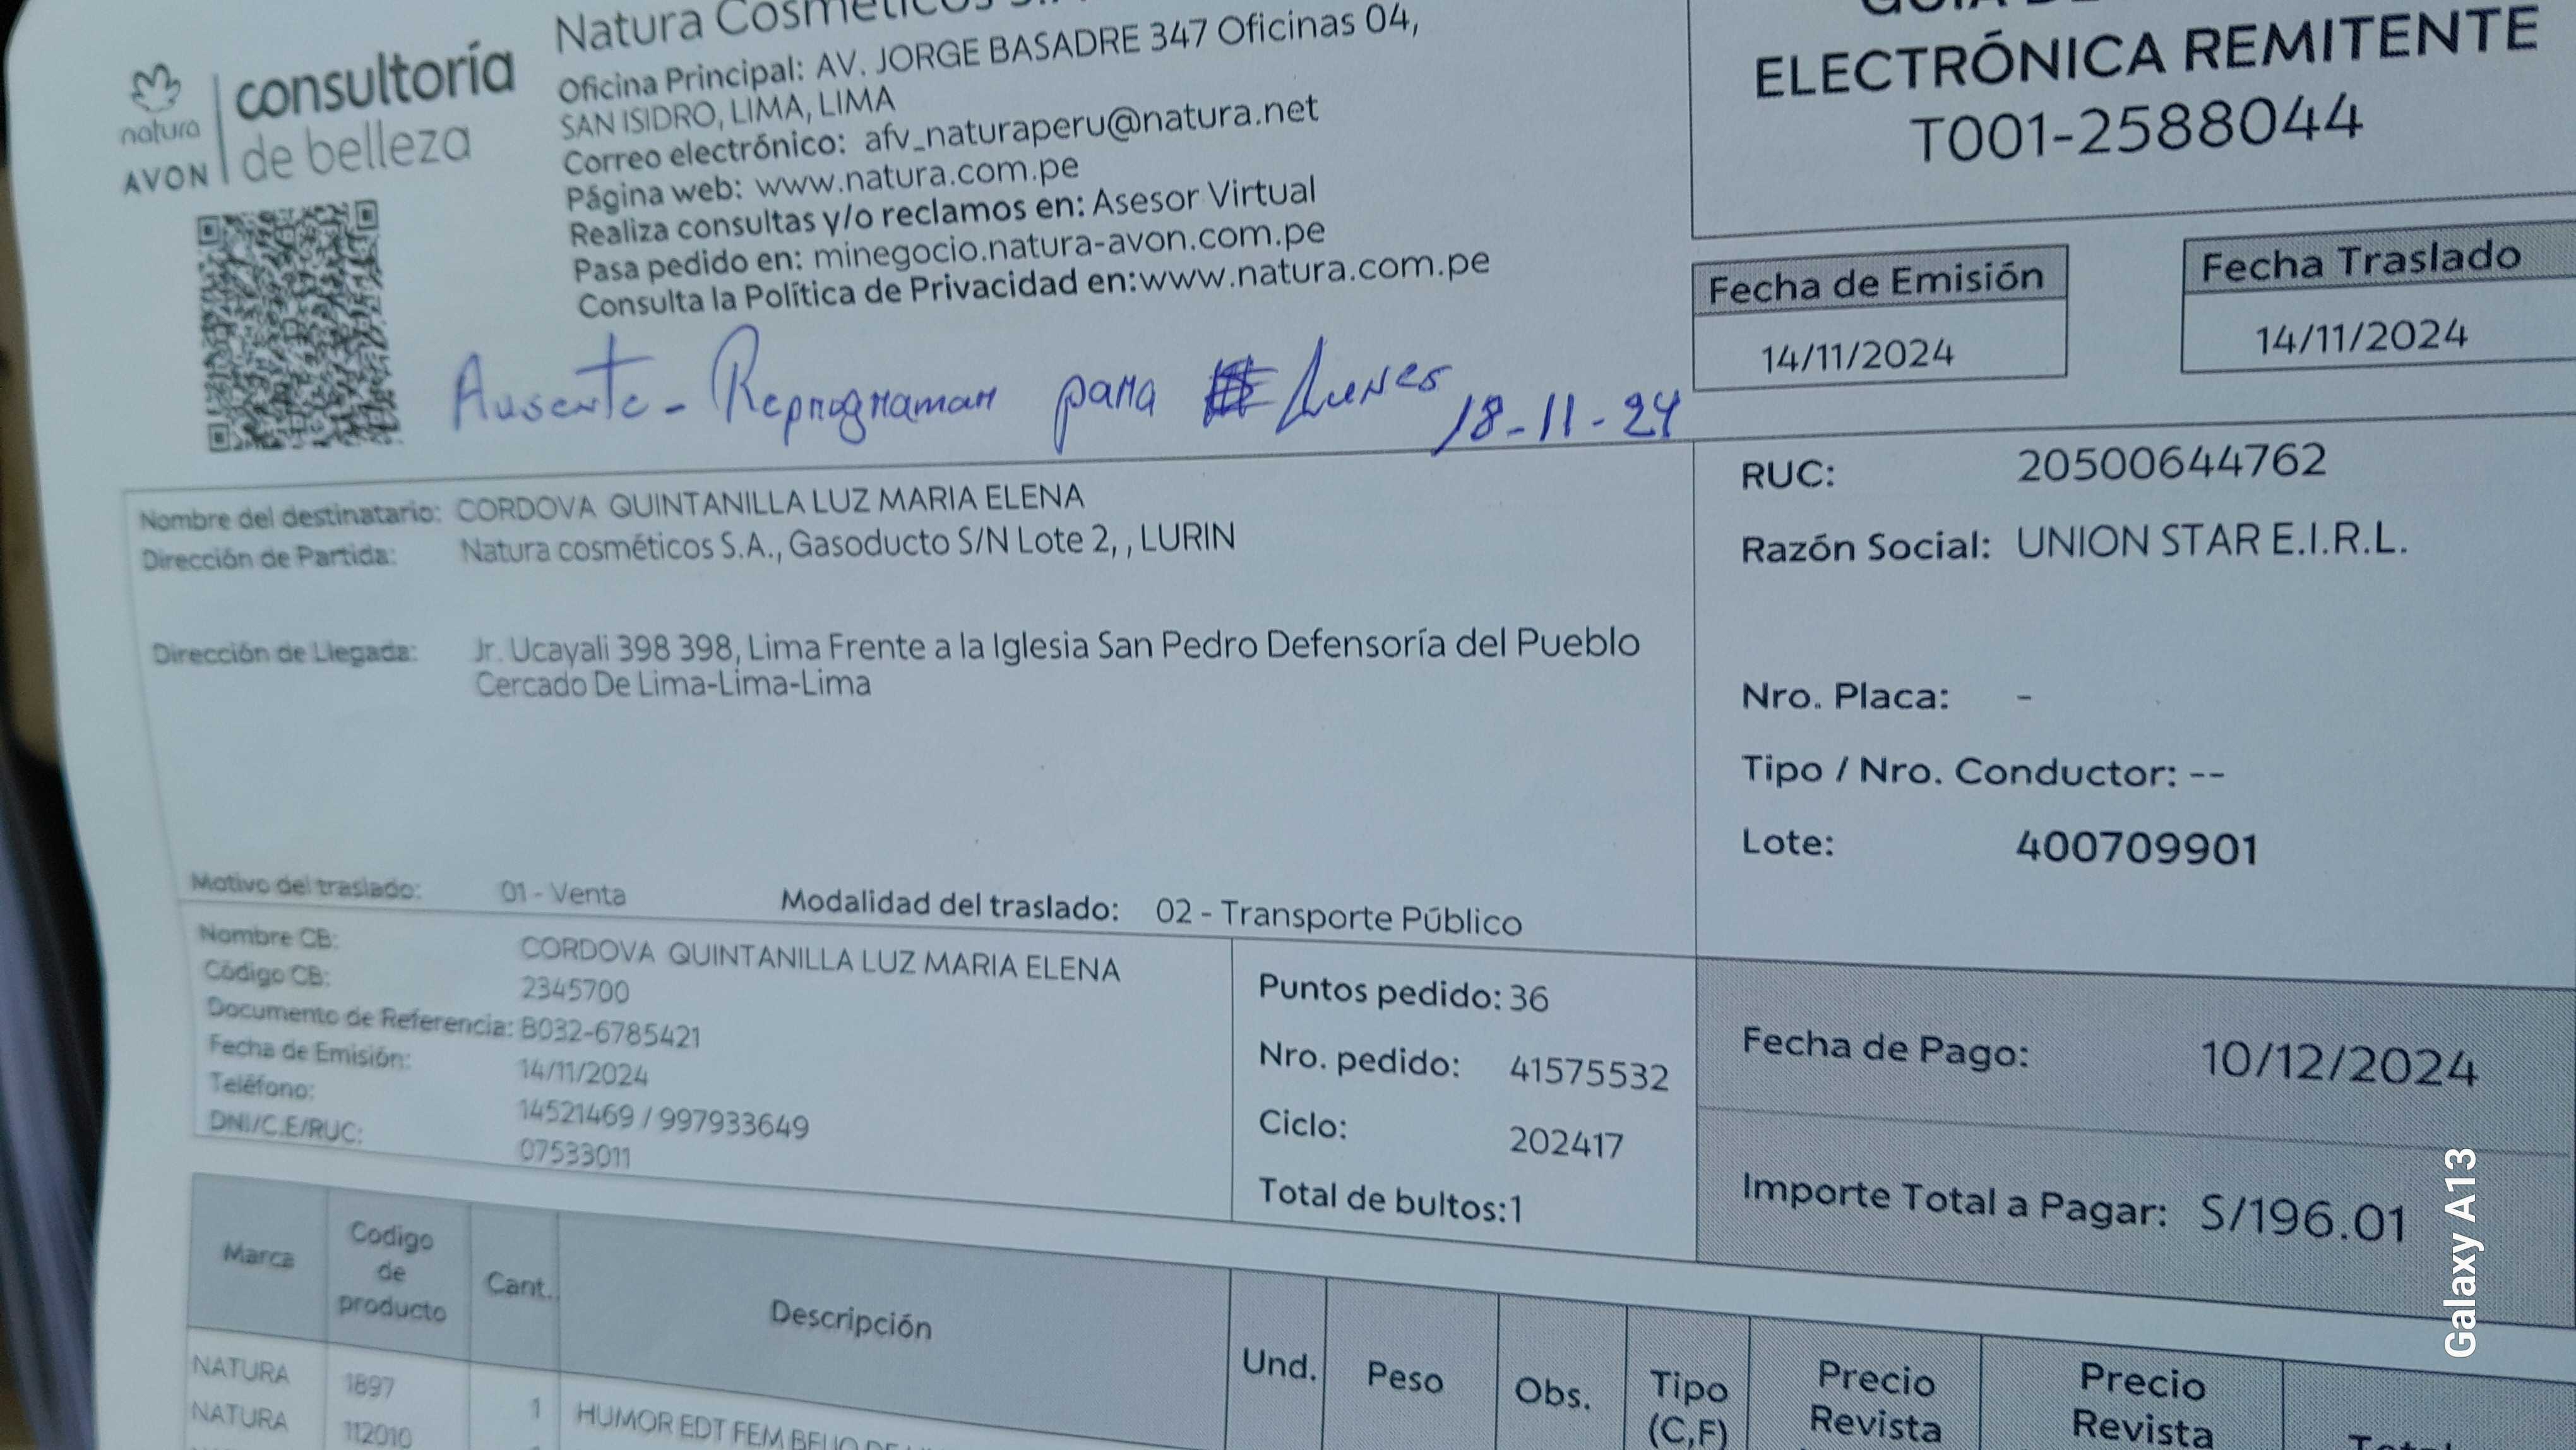 natura
AVON
consultoría
de belleza
Natura Cosméticos
Oficina Principal: AV. JORGE BASADRE 347 Oficinas 04,
SAN ISIDRO, LIMA, LIMA
Correo electrónico: afv_naturaperu@natura.net
Página web: www.natura.com.pe
Realiza consultas y/o reclamos en: Asesor Virtual
Pasa pedido en: minegocio.natura-avon.com.pe
Consulta la Política de Privacidad en:www.natura.com.pe
ELECTRÓNICA REMITENTE
T001-2588044
Fecha de Emisión
14/11/2024
Fecha Traslado
14/11/2024
Ausente - Reprogramar para Lunes 18-11-24
Nombre del destinatario: CORDOVA QUINTANILLA LUZ MARIA ELENA
Dirección de Partida: Natura cosméticos S.A., Gasoducto S/N Lote 2, , LURIN
Dirección de Llegada: Jr. Ucayali 398 398, Lima Frente a la Iglesia San Pedro Defensoría del Pueblo
Cercado De Lima-Lima-Lima
Motivo del traslado: 01 - Venta Modalidad del traslado: 02 - Transporte Público
RUC: 20500644762
Razón Social: UNION STAR E.I.R.L.
Nro. Placa: -
Tipo / Nro. Conductor: --
Lote: 400709901
Nombre CB: CORDOVA QUINTANILLA LUZ MARIA ELENA
Código CB: 2345700
Documento de Referencia: B032-6785421
Fecha de Emisión: 14/11/2024
Teléfono: 14521469 / 997933649
DNI/C.E/RUC: 07533011
Puntos pedido: 36
Nro. pedido: 41575532
Ciclo: 202417
Total de bultos:1
Fecha de Pago: 10/12/2024
Importe Total a Pagar: S/196.01
Marca
Codigo
de
producto
Cant.
Descripción
Und.
Peso
Obs.
Tipo
(C,F)
Precio
Revista
Precio
Revista
NATURA 1897 1 HUMOR EDT FEM
NATURA 112010
Galaxy A13